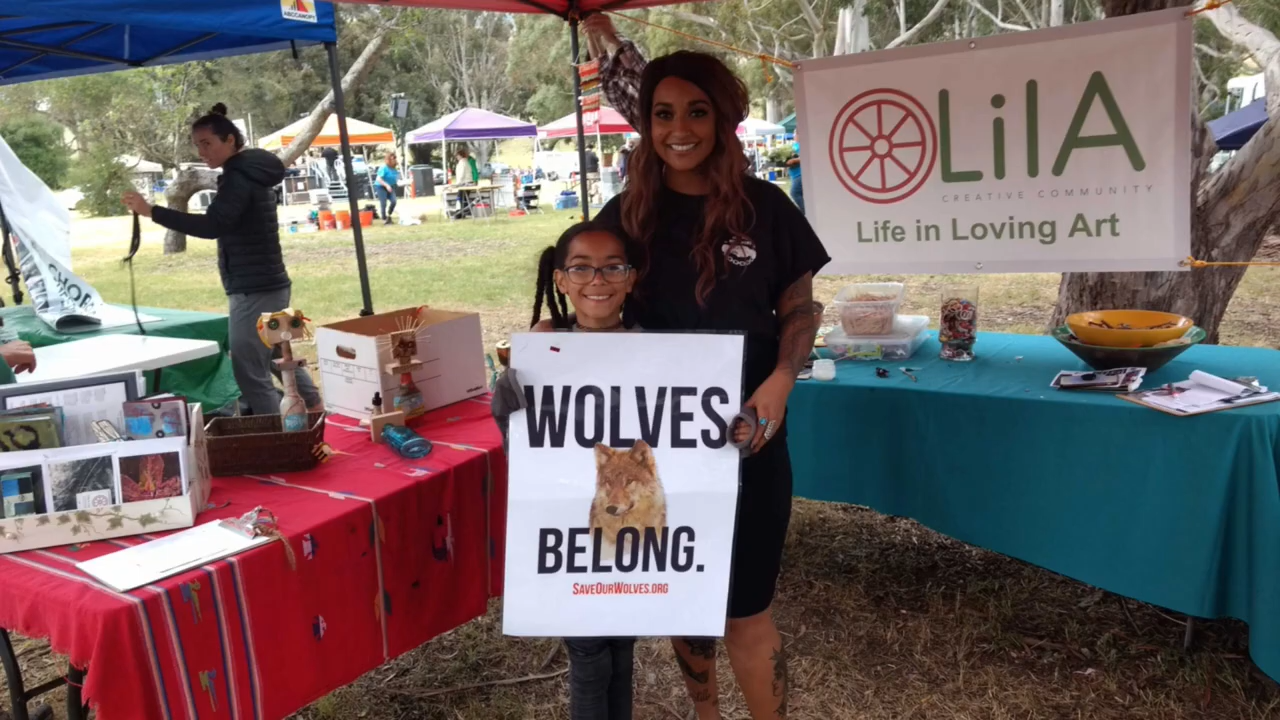 LilA
CREATIVE COMMUNITY
Life in Loving Art
WOLVES
BELONG.
SAVEOURWOLVES.ORG